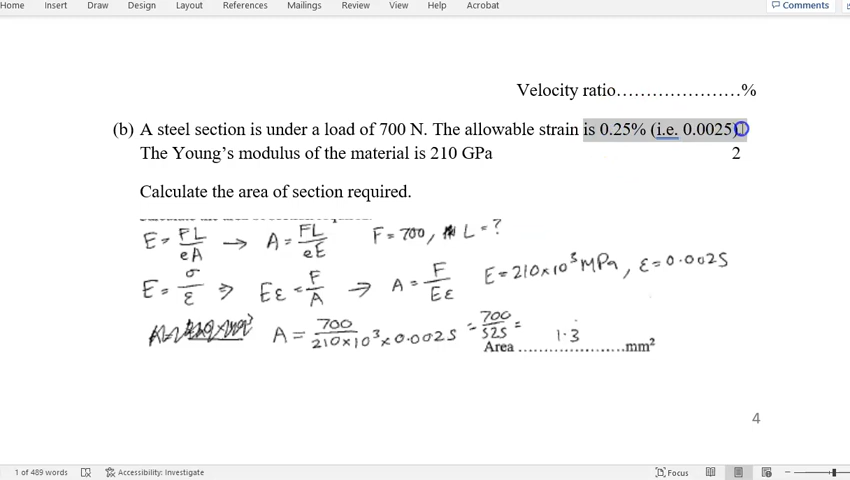 Home Insert Draw Design Layout References Mailings Review View Help Acrobat Comments
Velocity ratio…………………%
(b) A steel section is under a load of 700 N. The allowable strain is 0.25% (i.e. 0.0025).
The Young's modulus of the material is 210 GPa 2
Calculate the area of section required.
E = FL/eA → A = FL/eE F = 700, L = ?
E = σ/ε ⇒ Eε = F/A → A = F/Eε E = 210×10³ MPa, ε = 0.0025
A = 700/210×10³×0.0025 = 700/525 =
Area ………1.3………mm²
4
1 of 489 words Accessibility: Investigate Focus